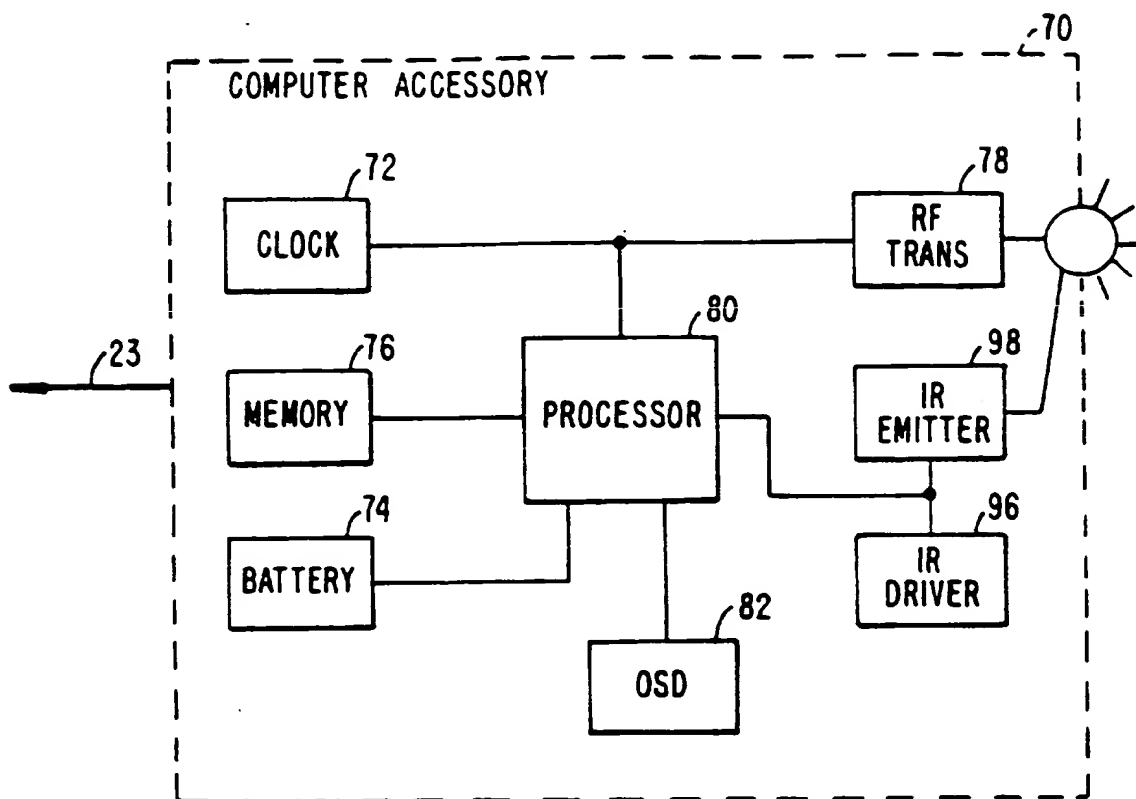 70
COMPUTER ACCESSORY
72
CLOCK
78
RF
TRANS
23
76
MEMORY
80
PROCESSOR
98
IR
EMITTER
74
BATTERY
82
OSD
96
IR
DRIVER